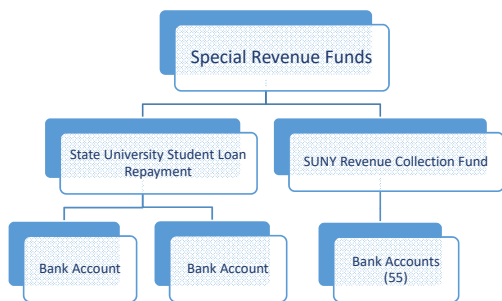 Special Revenue Funds
State University Student Loan
Repayment
SUNY Revenue Collection Fund
Bank Account
Bank Account
Bank Accounts
(55)